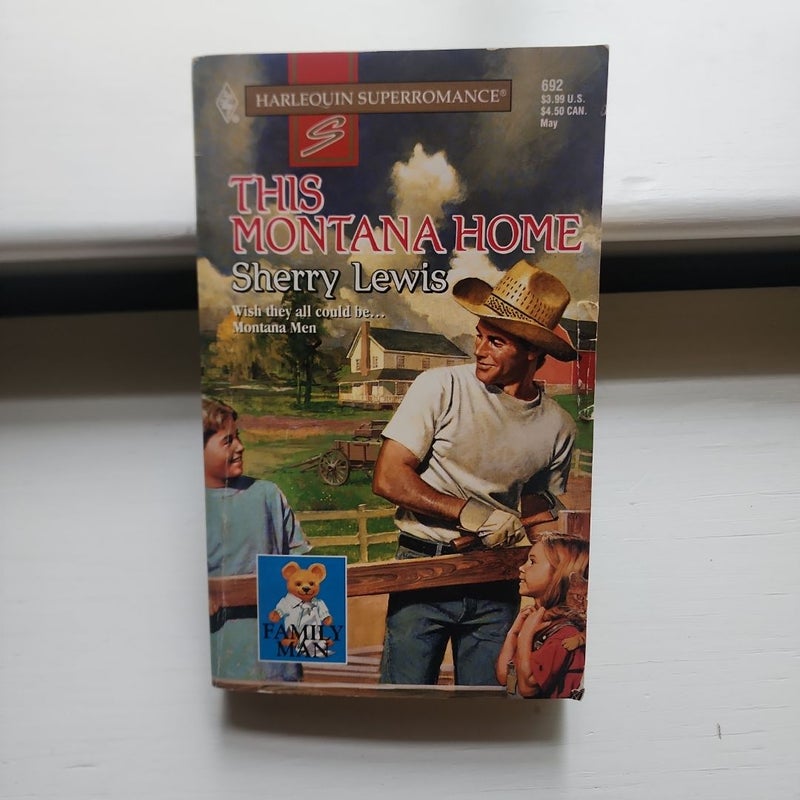 HARLEQUIN SUPERROMANCE®
692
$3.99 U.S.
$4.50 CAN.
May
S
THIS
MONTANA HOME
Sherry Lewis
Wish they all could be...
Montana Men
FAMILY
MAN